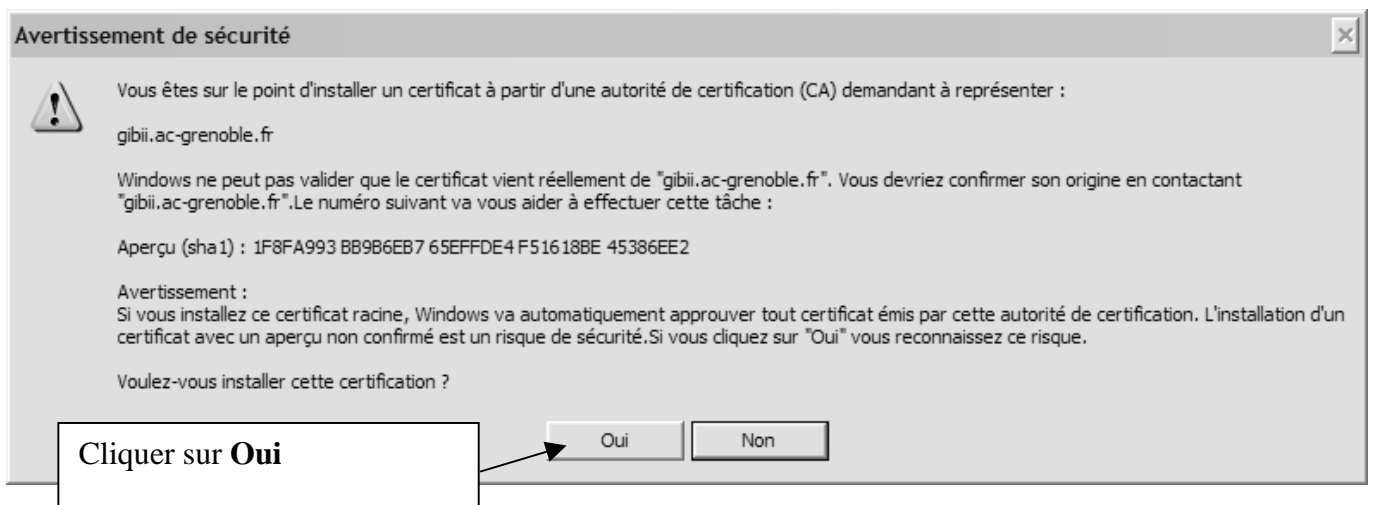 Avertissement de sécurité
Vous êtes sur le point d'installer un certificat à partir d'une autorité de certification (CA) demandant à représenter :
gibii.ac-grenoble.fr
Windows ne peut pas valider que le certificat vient réellement de "gibii.ac-grenoble.fr". Vous devriez confirmer son origine en contactant
"gibii.ac-grenoble.fr".Le numéro suivant va vous aider à effectuer cette tâche :
Aperçu (sha1) : 1F8FA993 BB9B6EB7 65EFFDE4 F51618BE 45386EE2
Avertissement :
Si vous installez ce certificat racine, Windows va automatiquement approuver tout certificat émis par cette autorité de certification. L'installation d'un
certificat avec un aperçu non confirmé est un risque de sécurité.Si vous cliquez sur "Oui" vous reconnaissez ce risque.
Voulez-vous installer cette certification ?
Oui Non
Cliquer sur Oui